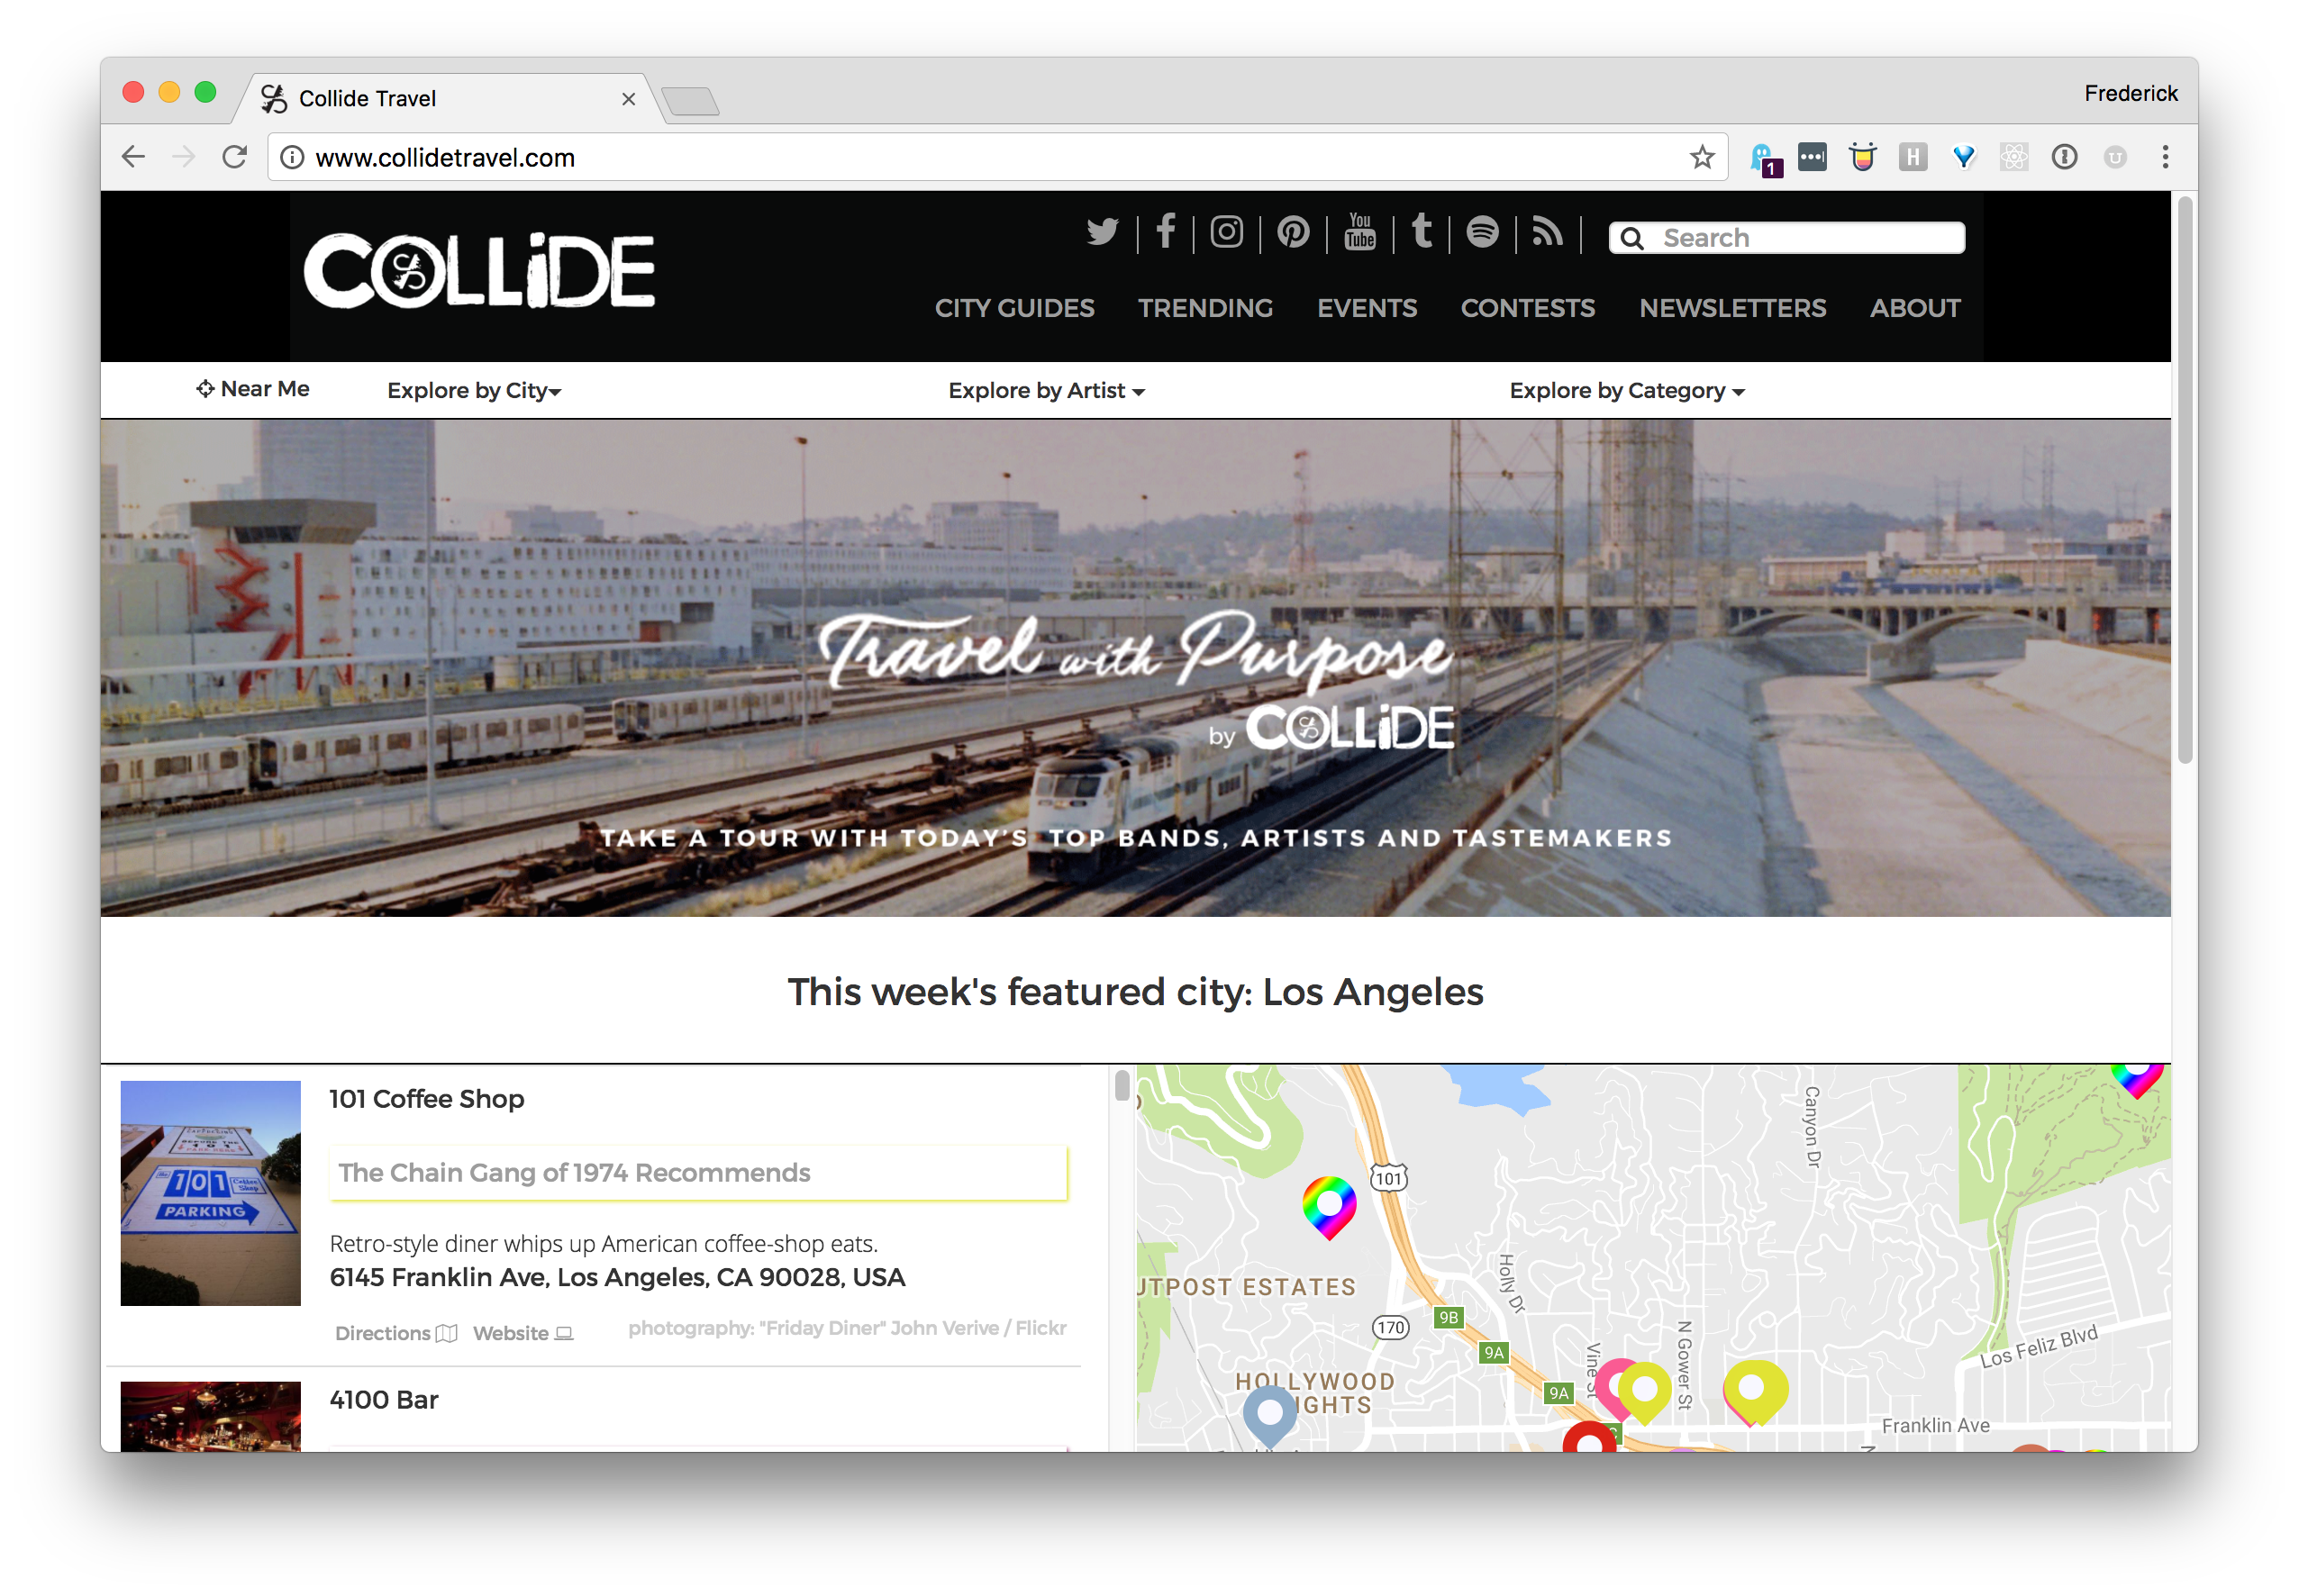 Collide Travel
Frederick
www.collidetravel.com
1
H
U
COLLiDE
You
Tube
Search
CITY GUIDES TRENDING EVENTS CONTESTS NEWSLETTERS ABOUT
Near Me Explore by City Explore by Artist Explore by Category
Travel with Purpose
by COLLiDE
TAKE A TOUR WITH TODAY'S TOP BANDS, ARTISTS AND TASTEMAKERS
This week's featured city: Los Angeles
101 Coffee Shop
The Chain Gang of 1974 Recommends
101 Coffee Shop
PARKING
Retro-style diner whips up American coffee-shop eats.
6145 Franklin Ave, Los Angeles, CA 90028, USA
Directions Website photography: "Friday Diner" John Verive / Flickr
4100 Bar
Canyon Dr
101
UTPOST ESTATES
Holly Dr
9B
170
9A
Vine St
N Gower St
Los Feliz Blvd
HOLLYWOOD
9A
IGHTS
Franklin Ave
C
N